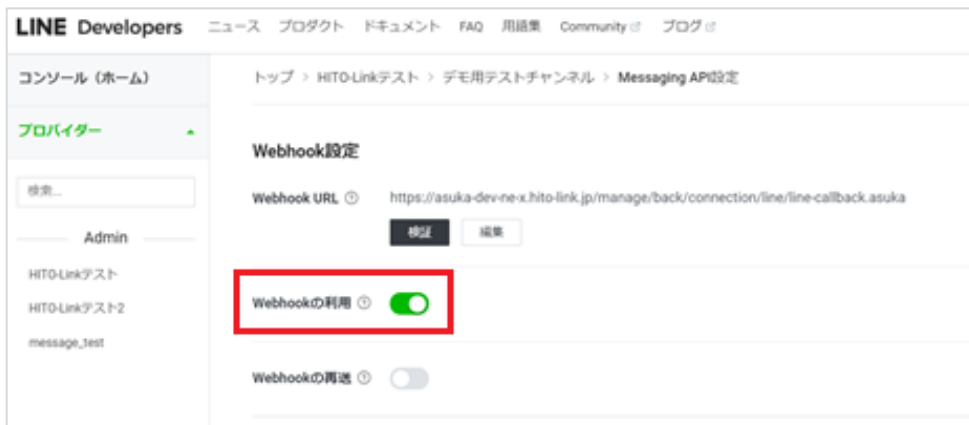 LINE Developers ニュース プロダクト ドキュメント FAQ 用語集 Community ブログ
コンソール（ホーム）
トップ > HITO-Linkテスト > デモ用テストチャンネル > Messaging API設定
プロバイダー
Webhook設定
検索...
Webhook URL https://asuka-dev-ne-x.hito-link.jp/manage/back/connection/line/line-callback.asuka
検証 編集
Admin
HITO-Linkテスト
Webhookの利用
HITO-Linkテスト2
message_test
Webhookの再送